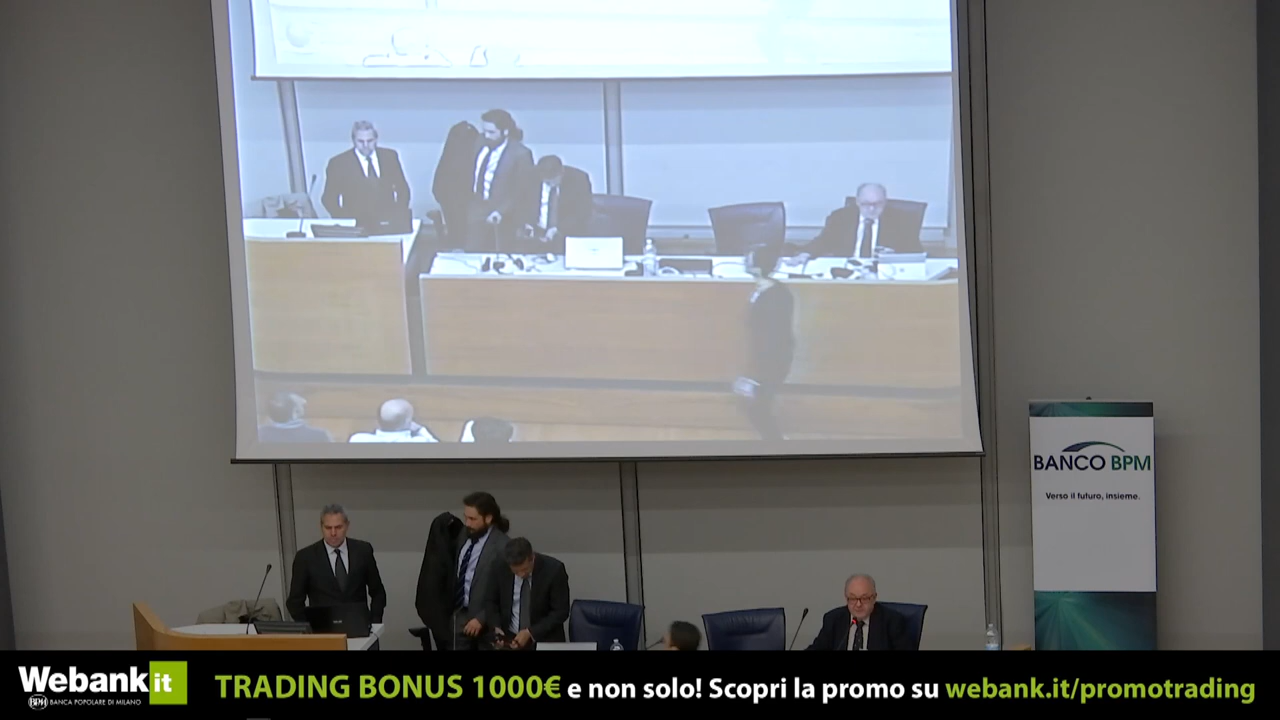 BANCO BPM
Verso il futuro, insieme.
Webank it
BPM BANCA POPOLARE DI MILANO
TRADING BONUS 1000€ e non solo! Scopri la promo su webank.it/promotrading